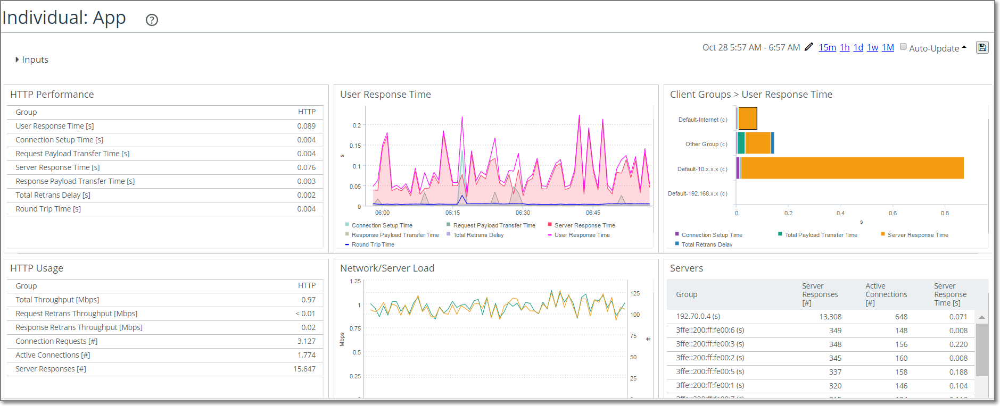 Individual: App ?
Oct 28 5:57 AM - 6:57 AM 15m 1h 1d 1w 1M Auto-Update
Inputs
HTTP Performance
Group HTTP
User Response Time [s] 0.089
Connection Setup Time [s] 0.004
Request Payload Transfer Time [s] 0.004
Server Response Time [s] 0.076
Response Payload Transfer Time [s] 0.003
Total Retrans Delay [s] 0.002
Round Trip Time [s] 0.004
User Response Time
0.2
0.15
s
0.1
0.05
0
06:00 06:15 06:30 06:45
Connection Setup Time Request Payload Transfer Time Server Response Time
Response Payload Transfer Time Total Retrans Delay User Response Time
Round Trip Time
Client Groups > User Response Time
Default-Internet (c)
Other Group (c)
Default-10.x.x.x (c)
Default-192.168.x.x (c)
0 0.2 0.4 0.6 0.8
s
Connection Setup Time Total Payload Transfer Time Server Response Time
Total Retrans Delay
HTTP Usage
Group HTTP
Total Throughput [Mbps] 0.97
Request Retrans Throughput [Mbps] < 0.01
Response Retrans Throughput [Mbps] 0.02
Connection Requests [#] 3,127
Active Connections [#] 1,774
Server Responses [#] 15,647
Network/Server Load
1.25
125
1
100
0.75
75
Mbps #
0.5
50
0.25
25
Servers
Group Server Responses [#] Active Connections [#] Server Response Time [s]
192.70.0.4 (s) 13,308 648 0.071
3ffe::200:ff:fe00:6 (s) 349 148 0.008
3ffe::200:ff:fe00:3 (s) 348 156 0.220
3ffe::200:ff:fe00:2 (s) 345 160 0.008
3ffe::200:ff:fe00:5 (s) 337 158 0.188
3ffe::200:ff:fe00:1 (s) 320 146 0.104